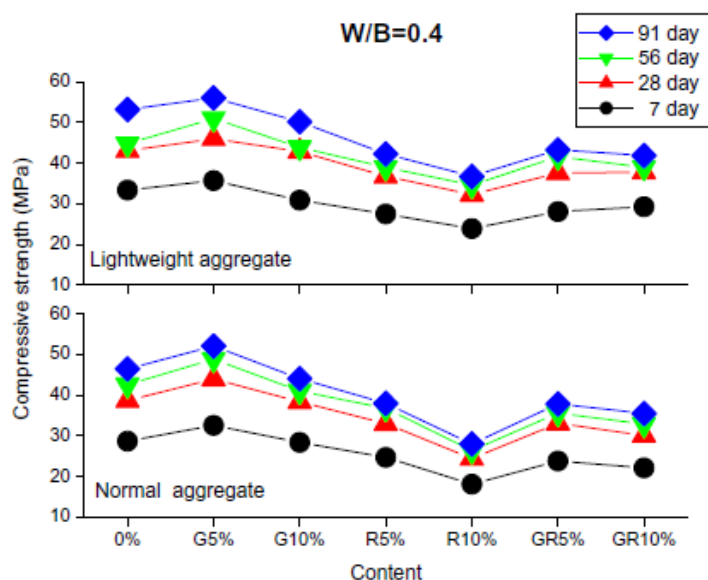 W/B=0.4
91 day
56 day
28 day
7 day
Compressive strength (MPa)
60
50
40
30
20
10
Lightweight aggregate
60
50
40
30
20
10
Normal aggregate
0% G5% G10% R5% R10% GR5% GR10%
Content